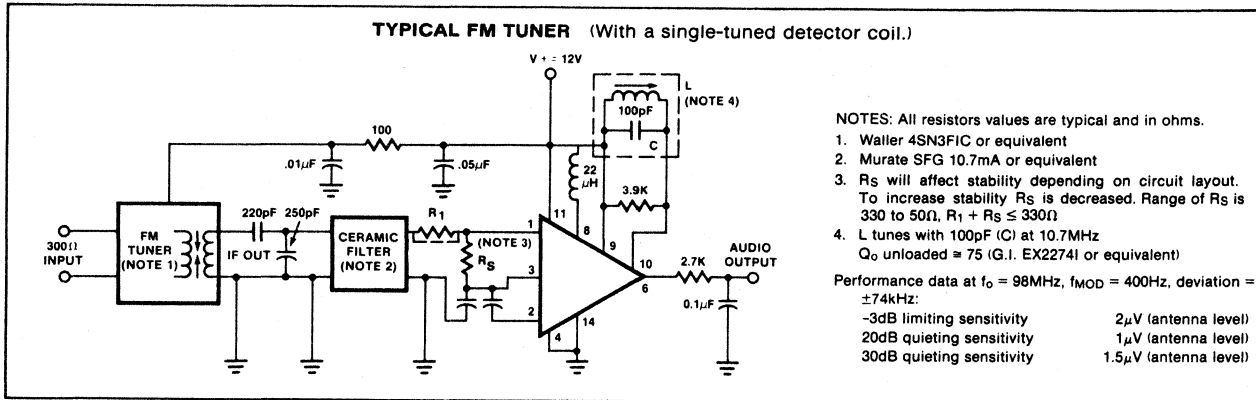 TYPICAL FM TUNER (With a single-tuned detector coil.)
V + = 12V
L
(NOTE 4)
100pF
C
100
.01µF
.05µF
22
µH
3.9K
220pF
250pF
R1
300Ω
INPUT
FM
TUNER
(NOTE 1)
IF OUT
CERAMIC
FILTER
(NOTE 2)
(NOTE 3)
RS
1
11
8
9
3
10
6
2
14
4
2.7K
AUDIO
OUTPUT
0.1µF
NOTES: All resistors values are typical and in ohms.
1. Waller 4SN3FIC or equivalent
2. Murate SFG 10.7mA or equivalent
3. RS will affect stability depending on circuit layout.
To increase stability RS is decreased. Range of RS is
330 to 50Ω, R1 + RS ≤ 330Ω
4. L tunes with 100pF (C) at 10.7MHz
Qo unloaded ≅ 75 (G.I. EX2274I or equivalent)
Performance data at fo = 98MHz, fMOD = 400Hz, deviation =
±74kHz:
-3dB limiting sensitivity 2µV (antenna level)
20dB quieting sensitivity 1µV (antenna level)
30dB quieting sensitivity 1.5µV (antenna level)